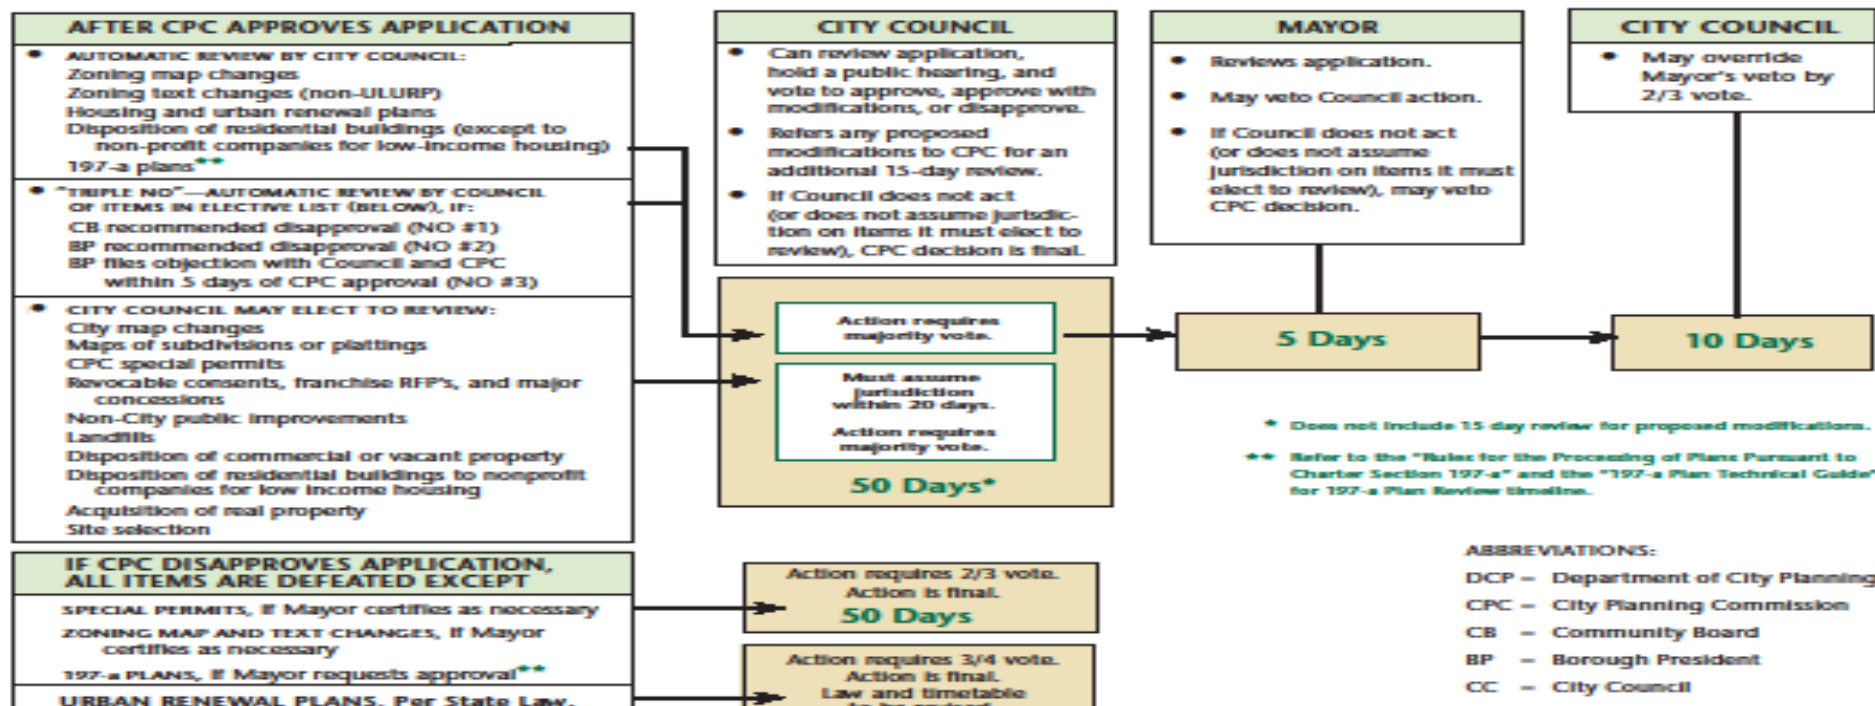 AFTER CPC APPROVES APPLICATION
• AUTOMATIC REVIEW BY CITY COUNCIL:
Zoning map changes
Zoning text changes (non-ULURP)
Housing and urban renewal plans
Disposition of residential buildings (except to
non-profit companies for low-income housing)
197-a plans**
• "TRIPLE NO"—AUTOMATIC REVIEW BY COUNCIL
OF ITEMS IN ELECTIVE LIST (BELOW), IF:
CB recommended disapproval (NO #1)
BP recommended disapproval (NO #2)
BP files objection with Council and CPC
within 5 days of CPC approval (NO #3)
• CITY COUNCIL MAY ELECT TO REVIEW:
City map changes
Maps of subdivisions or plattings
CPC special permits
Revocable consents, franchise RFP's, and major
concessions
Non-City public improvements
Landfills
Disposition of commercial or vacant property
Disposition of residential buildings to nonprofit
companies for low income housing
Acquisition of real property
Site selection
IF CPC DISAPPROVES APPLICATION,
ALL ITEMS ARE DEFEATED EXCEPT
SPECIAL PERMITS, If Mayor certifies as necessary
ZONING MAP AND TEXT CHANGES, If Mayor
certifies as necessary
197-a PLANS, If Mayor requests approval**
URBAN RENEWAL PLANS, Per State Law,
CITY COUNCIL
• Can review application,
hold a public hearing, and
vote to approve, approve with
modifications, or disapprove.
• Refers any proposed
modifications to CPC for an
additional 15-day review.
• If Council does not act
(or does not assume jurisdic-
tion on items it must elect to
review), CPC decision is final.
Action requires
majority vote.
Must assume
jurisdiction
within 20 days.
Action requires
majority vote.
50 Days*
Action requires 2/3 vote.
Action is final.
50 Days
Action requires 3/4 vote.
Action is final.
Law and timetable
MAYOR
• Reviews application.
• May veto Council action.
• If Council does not act
(or does not assume
jurisdiction on items it must
elect to review), may veto
CPC decision.
5 Days
CITY COUNCIL
• May override
Mayor's veto by
2/3 vote.
10 Days
* Does not include 15 day review for proposed modifications.
** Refer to the "Rules for the Processing of Plans Pursuant to
Charter Section 197-a" and the "197-a Plan Technical Guide"
for 197-a Plan Review timeline.
ABBREVIATIONS:
DCP – Department of City Planning
CPC – City Planning Commission
CB – Community Board
BP – Borough President
CC – City Council